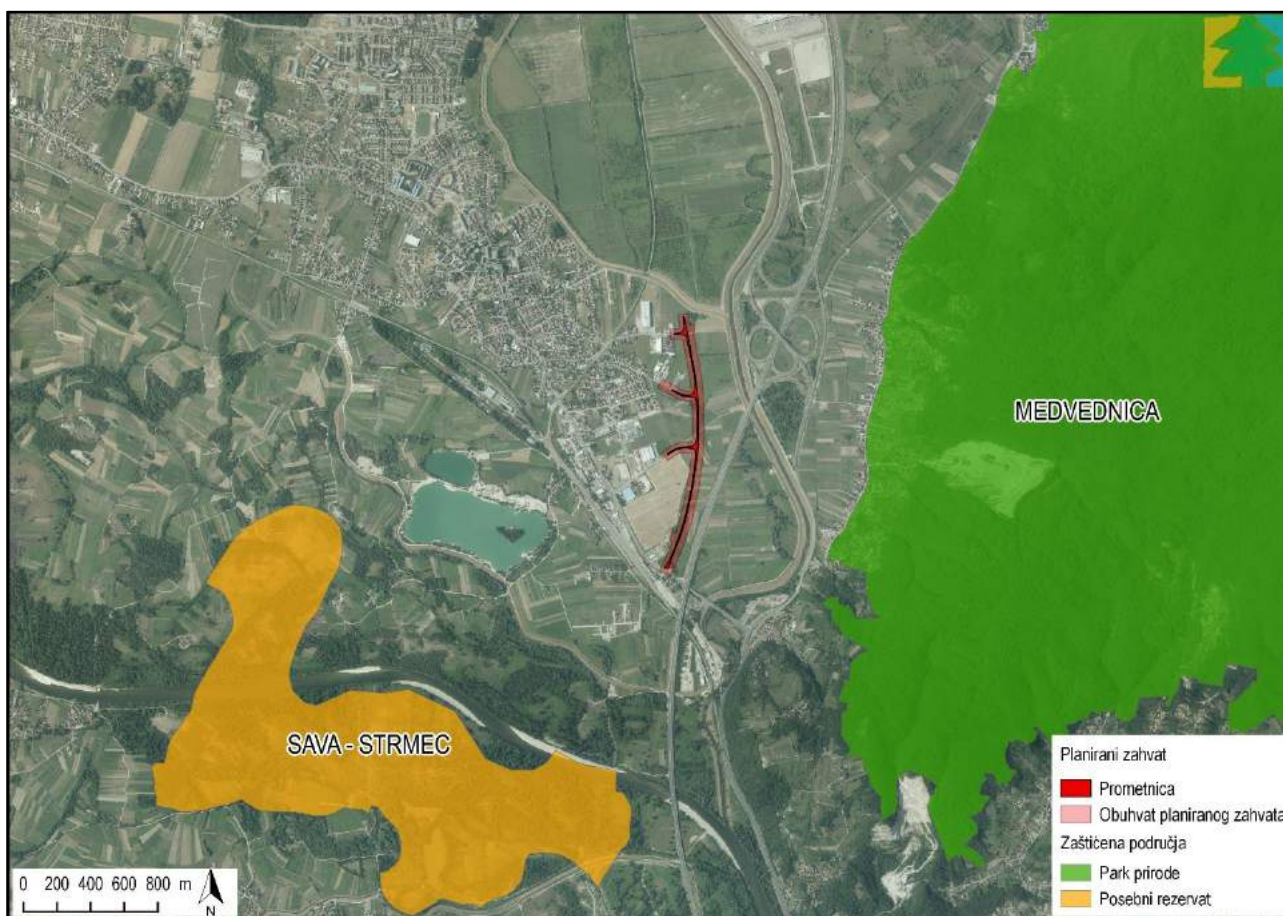 MEDVEDNICA
SAVA - STRMEC
Planirani zahvat
Prometnica
Obuhvat planiranog zahvata
Zaštićena područja
Park prirode
Posebni rezervat
0 200 400 600 800 m
N